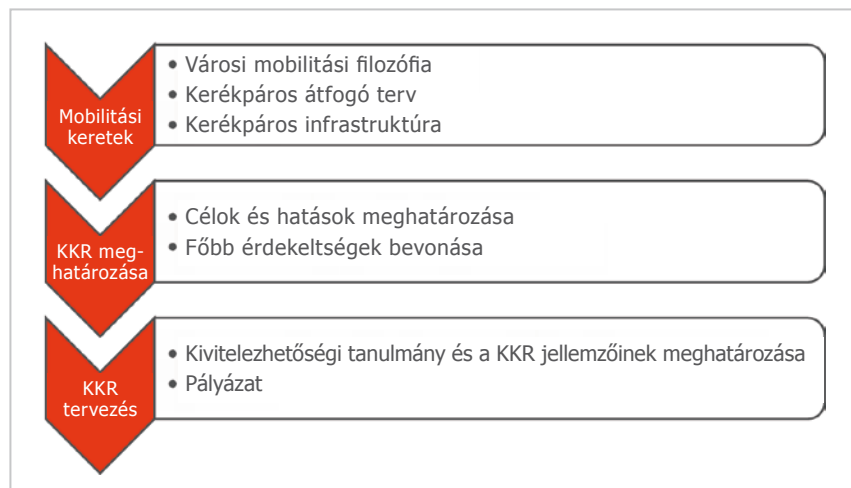 Mobilitási
keretek
• Városi mobilitási filozófia
• Kerékpáros átfogó terv
• Kerékpáros infrastruktúra
KKR meg-
határozása
• Célok és hatások meghatározása
• Főbb érdekeltségek bevonása
KKR
tervezés
• Kivitelezhetőségi tanulmány és a KKR jellemzőinek meghatározása
• Pályázat